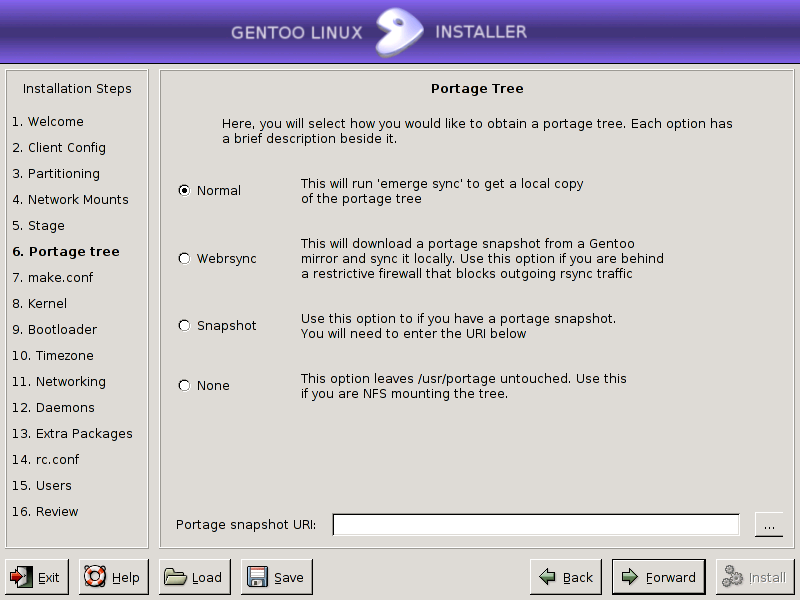 GENTOO LINUX INSTALLER
Installation Steps
1. Welcome
2. Client Config
3. Partitioning
4. Network Mounts
5. Stage
6. Portage tree
7. make.conf
8. Kernel
9. Bootloader
10. Timezone
11. Networking
12. Daemons
13. Extra Packages
14. rc.conf
15. Users
16. Review
Portage Tree
Here, you will select how you would like to obtain a portage tree. Each option has
a brief description beside it.
Normal
This will run 'emerge sync' to get a local copy
of the portage tree
Webrsync
This will download a portage snapshot from a Gentoo
mirror and sync it locally. Use this option if you are behind
a restrictive firewall that blocks outgoing rsync traffic
Snapshot
Use this option to if you have a portage snapshot.
You will need to enter the URI below
None
This option leaves /usr/portage untouched. Use this
if you are NFS mounting the tree.
Portage snapshot URI:
...
Exit
Help
Load
Save
Back
Forward
Install